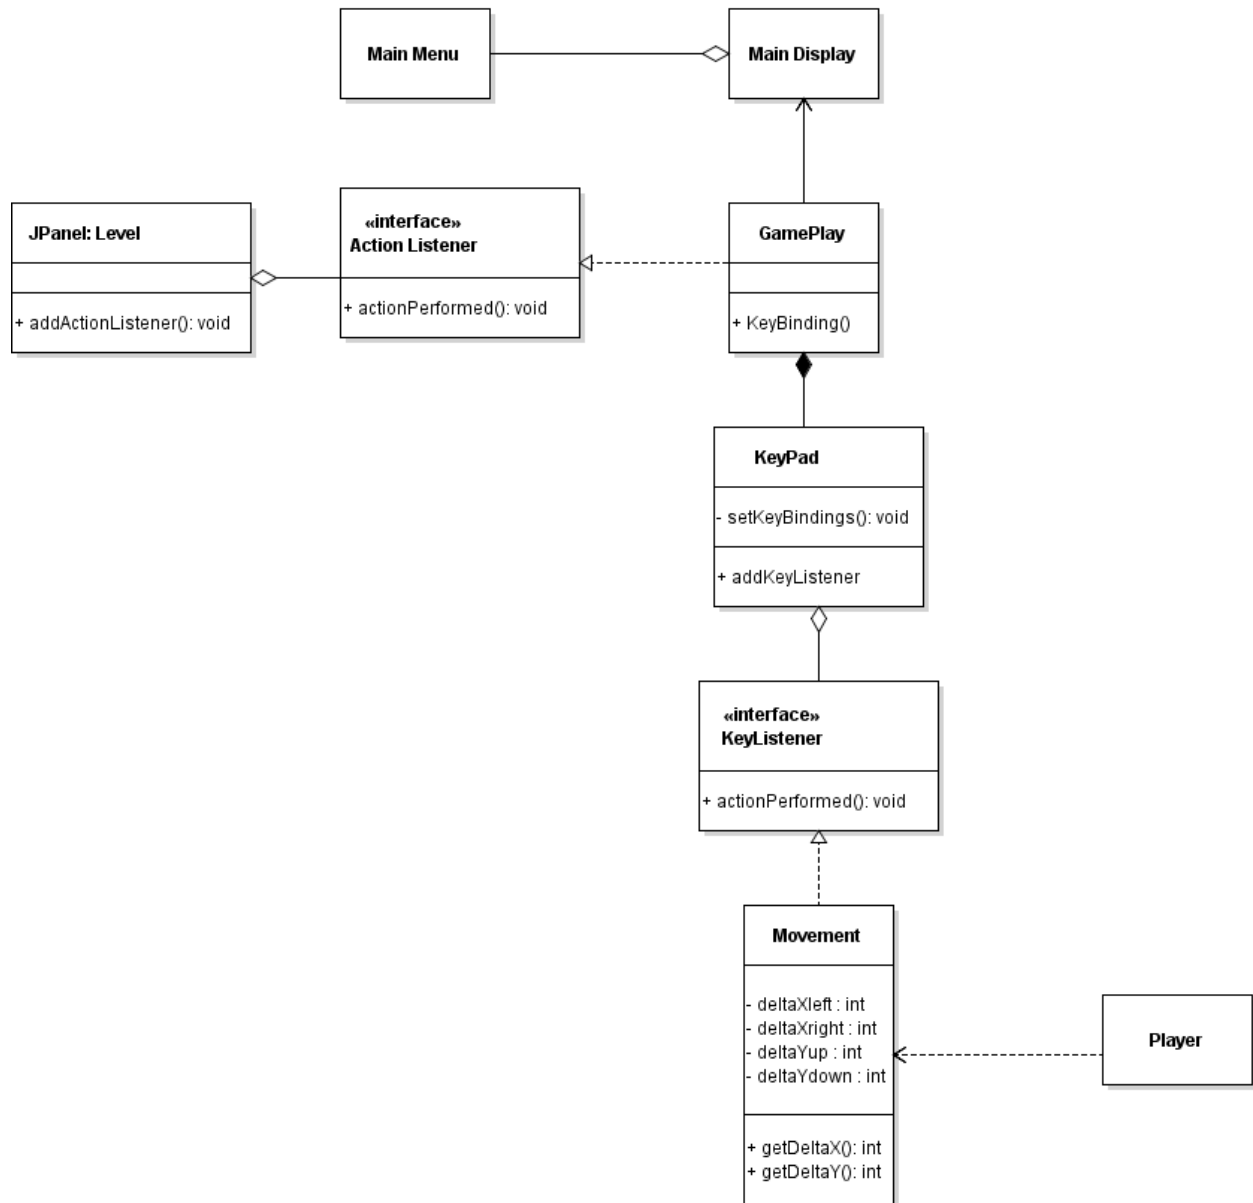 Main Menu
Main Display
JPanel: Level
+ addActionListener(): void
«interface»
Action Listener
+ actionPerformed(): void
GamePlay
+ KeyBinding()
KeyPad
- setKeyBindings(): void
+ addKeyListener
«interface»
KeyListener
+ actionPerformed(): void
Movement
- deltaXleft : int
- deltaXright : int
- deltaYup : int
- deltaYdown : int
+ getDeltaX(): int
+ getDeltaY(): int
Player